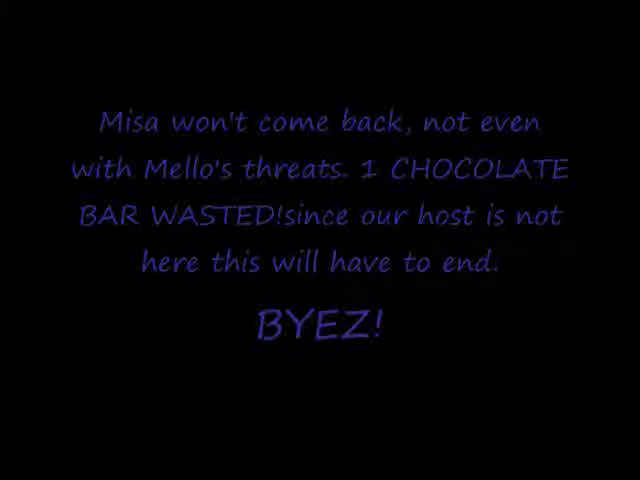 Misa won't come back, not even
with Mello's threats. 1 CHOCOLATE
BAR WASTED!since our host is not
here this will have to end.
BYEZ!